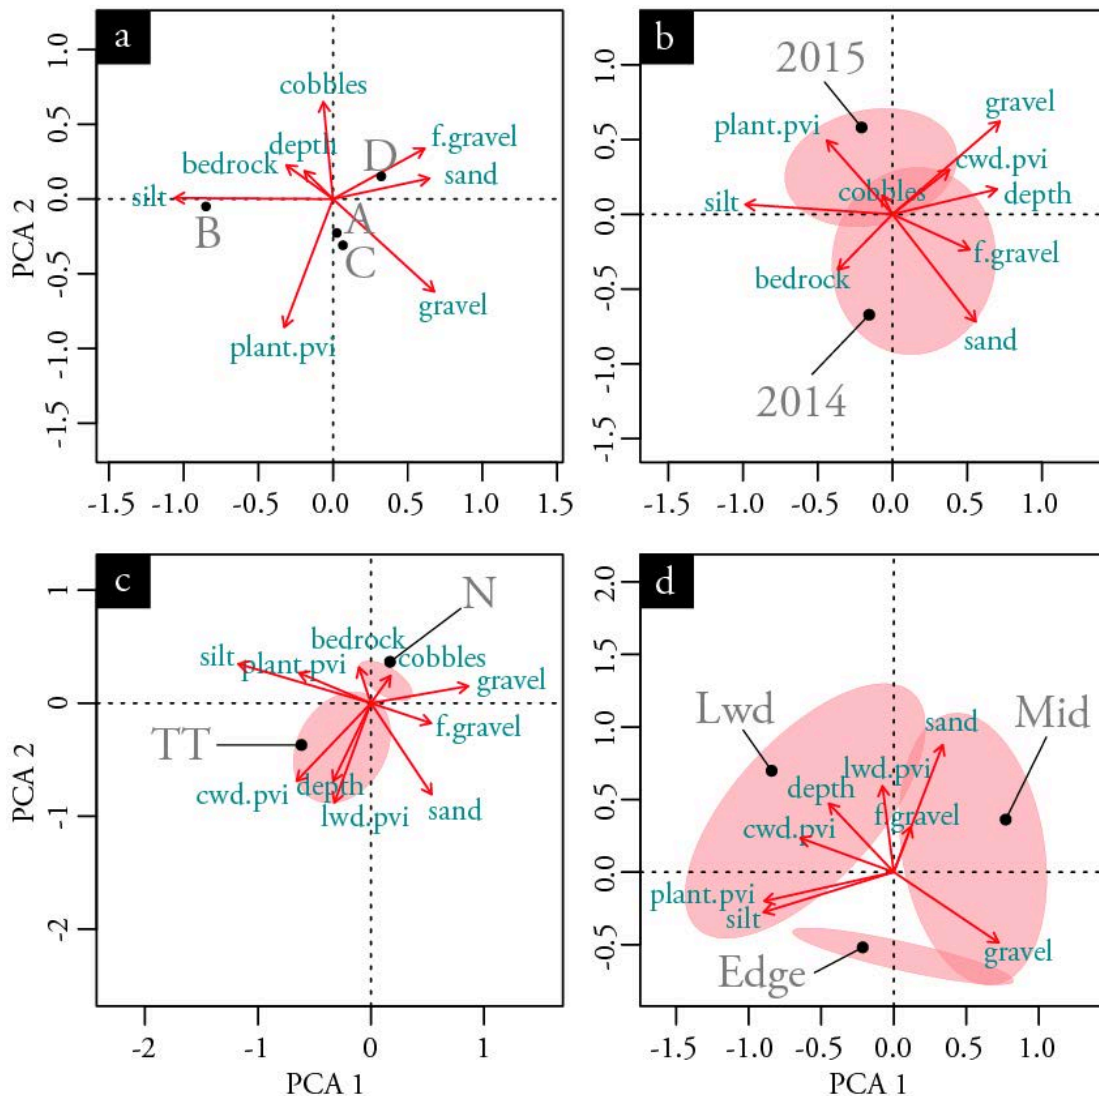 a
1.0
0.5
0.0
-0.5
-1.0
-1.5
PCA 2
cobbles
depth
bedrock
f.gravel
D
sand
silt
B
A
C
gravel
plant.pvi
-1.5 -1.0 -0.5 0.0 0.5 1.0 1.5
b
1.0
0.5
0.0
-0.5
-1.0
-1.5
2015
gravel
plant.pvi
cwd.pvi
cobbles
depth
silt
f.gravel
bedrock
sand
2014
-1.5 -1.0 -0.5 0.0 0.5 1.0
c
1
0
-1
-2
PCA 2
N
bedrock
silt
plant.pvi
cobbles
gravel
f.gravel
TT
cwd.pvi
depth
lwd.pvi
sand
-2 -1 0 1
PCA 1
d
2.0
1.5
1.0
0.5
0.0
-0.5
Lwd
sand
Mid
lwd.pvi
depth
f.gravel
cwd.pvi
plant.pvi
silt
gravel
Edge
-1.5 -1.0 -0.5 0.0 0.5 1.0
PCA 1